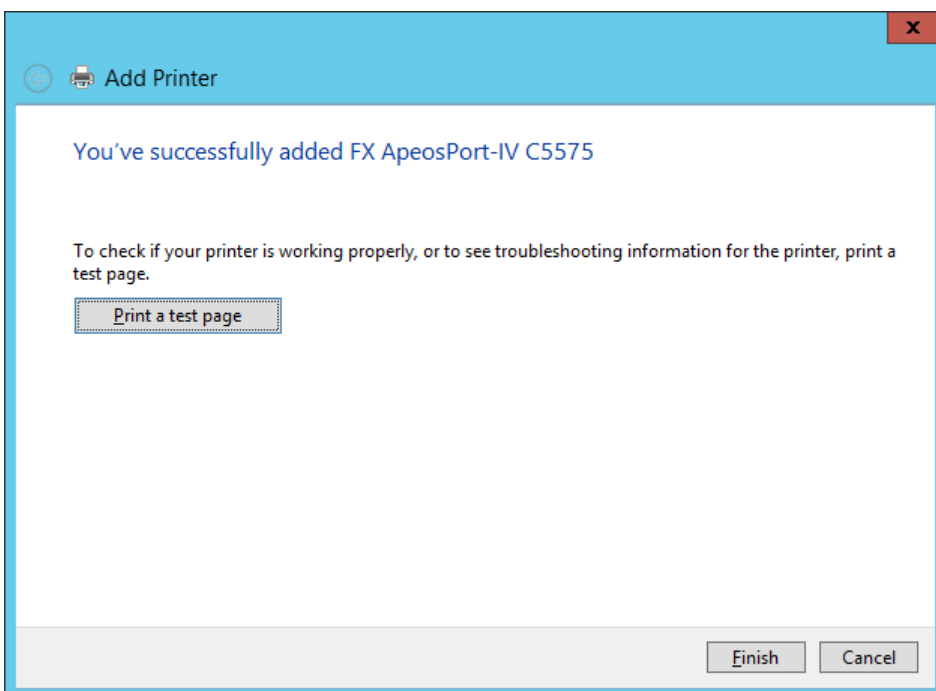 x
Add Printer
You've successfully added FX ApeosPort-IV C5575
To check if your printer is working properly, or to see troubleshooting information for the printer, print a
test page.
Print a test page
Finish Cancel